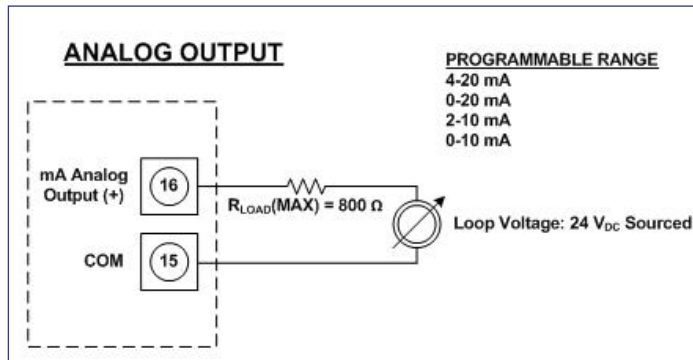 ANALOG OUTPUT
PROGRAMMABLE RANGE
4-20 mA
0-20 mA
2-10 mA
0-10 mA
mA Analog
Output (+)
16
RLOAD(MAX) = 800 Ω
Loop Voltage: 24 VDC Sourced
COM
15